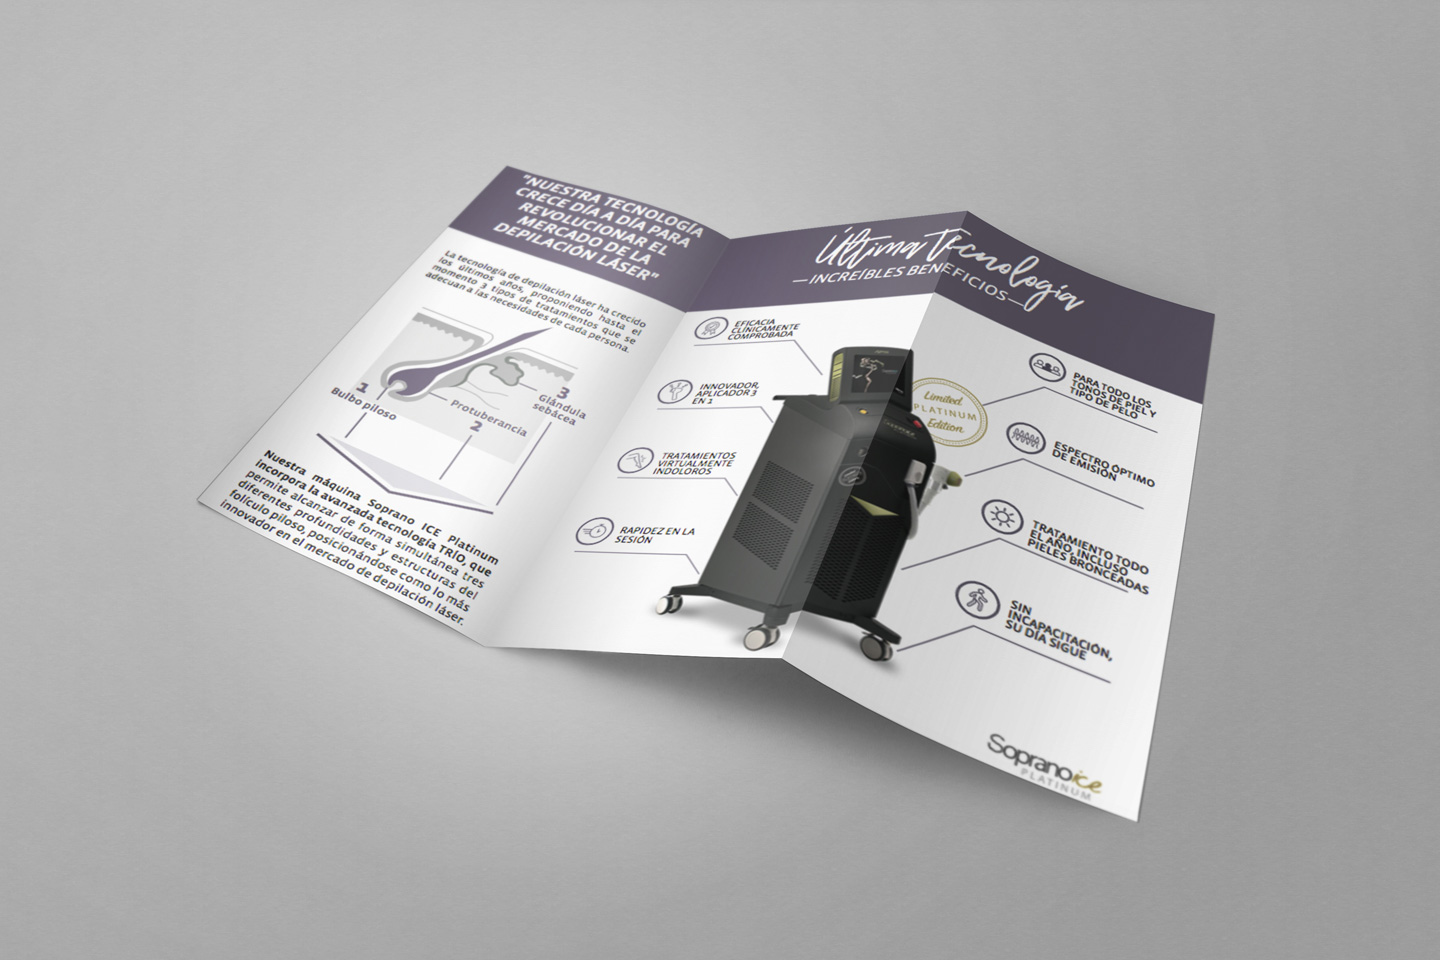 "NUESTRA TECNOLOGÍA
CRECE DÍA A DÍA PARA
REVOLUCIONAR EL
MERCADO DE LA
DEPILACIÓN LÁSER"
La tecnología de depilación láser ha crecido
los últimos años, proponiendo hasta el
momento 3 tipos de tratamientos que se
adecuan a las necesidades de cada persona.
1
Bulbo piloso
Protuberancia
2
3
Glándula
sebácea
Nuestra máquina Soprano ICE Platinum
incorpora la avanzada tecnología TRÍO, que
permite alcanzar de forma simultánea tres
diferentes profundidades y estructuras del
folículo piloso, posicionándose como lo más
innovador en el mercado de depilación láser.
Última Tecnología
—INCREÍBLES BENEFICIOS—
EFICACIA
CLÍNICAMENTE
COMPROBADA
INNOVADOR,
APLICADOR 3
EN 1
TRATAMIENTOS
VIRTUALMENTE
INDOLOROS
RAPIDEZ EN LA
SESIÓN
Limited
PLATINUM
Edition
PARA TODO LOS
TONOS DE PIEL Y
TIPO DE PELO
ESPECTRO ÓPTIMO
DE EMISIÓN
TRATAMIENTO TODO
EL AÑO, INCLUSO
PIELES BRONCEADAS
SIN
INCAPACITACIÓN,
SU DÍA SIGUE
Soprano ice
PLATINUM